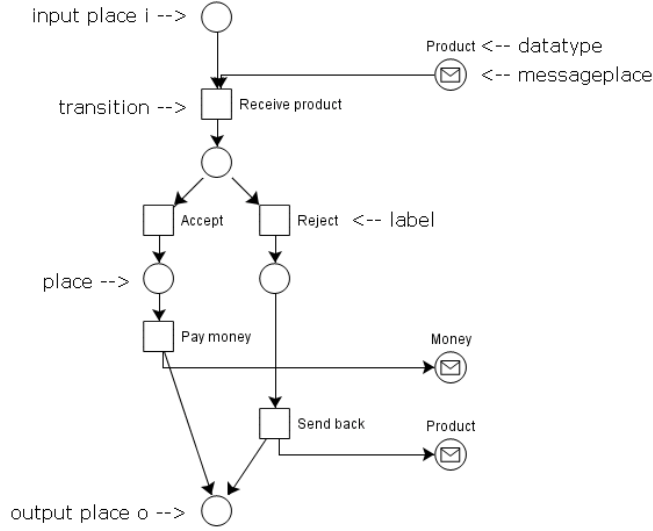 input place i -->
Product <-- datatype
<-- messageplace
transition --> Receive product
Accept Reject <-- label
place -->
Pay money Money
Send back Product
output place o -->